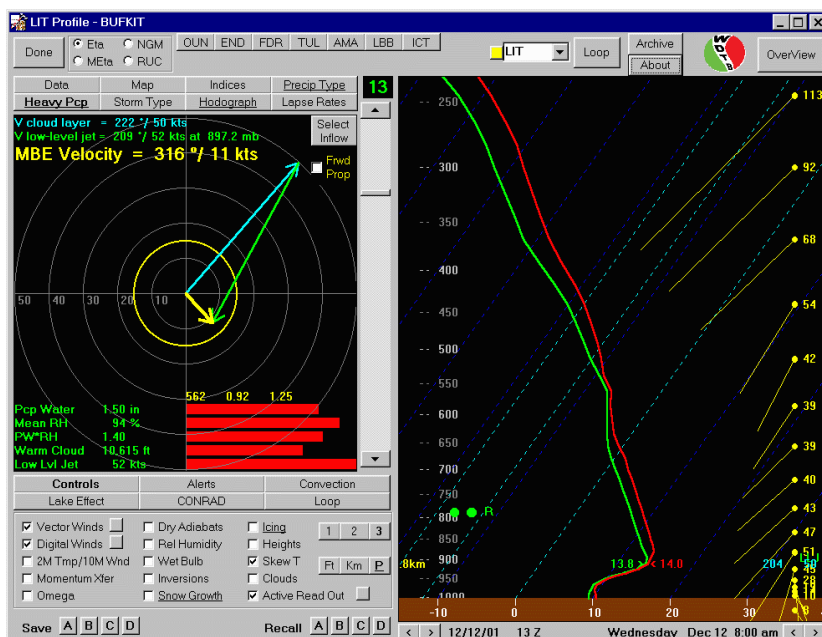 LIT Profile - BUFKIT
Done
Eta NGM
MEta RUC
OUN END FDR TUL AMA LBB ICT
LIT
Loop
Archive
About
OverView
Data Map Indices Precip Type
Heavy Pcp Storm Type Hodograph Lapse Rates
13
V cloud layer = 222 °/ 50 kts
V low-level jet = 209 °/ 52 kts at 897.2 mb
MBE Velocity = 316 °/ 11 kts
Select
Inflow
Frwd
Prop
50 40 30 20 10
562 0.92 1.25
Pcp Water 1.50 in
Mean RH 94 %
PW*RH 1.40
Warm Cloud 10,615 ft
Low Lvl Jet 52 kts
Controls Alerts Convection
Lake Effect CONRAD Loop
Vector Winds Dry Adiabats Icing
1 2 3
Digital Winds Rel Humidity Heights
2M Tmp/10M Wnd Wet Bulb Skew T
Ft Km P
Momentum Xfer Inversions Clouds
Omega Snow Growth Active Read Out
Save A B C D Recall A B C D
-- 250
-- 300
-- 350
-- 400
-- 450
-- 500
-- 550
-- 600
-- 650
-- 700
750
800
850
900
950
1000
R
113
92
68
54
42
39
39
40
43
47
51
45
28
8
8km
13.8 > < 14.0
204
-10 0 10 20 30
< > 12/12/01 13 Z Wednesday Dec 12 8:00 am < >